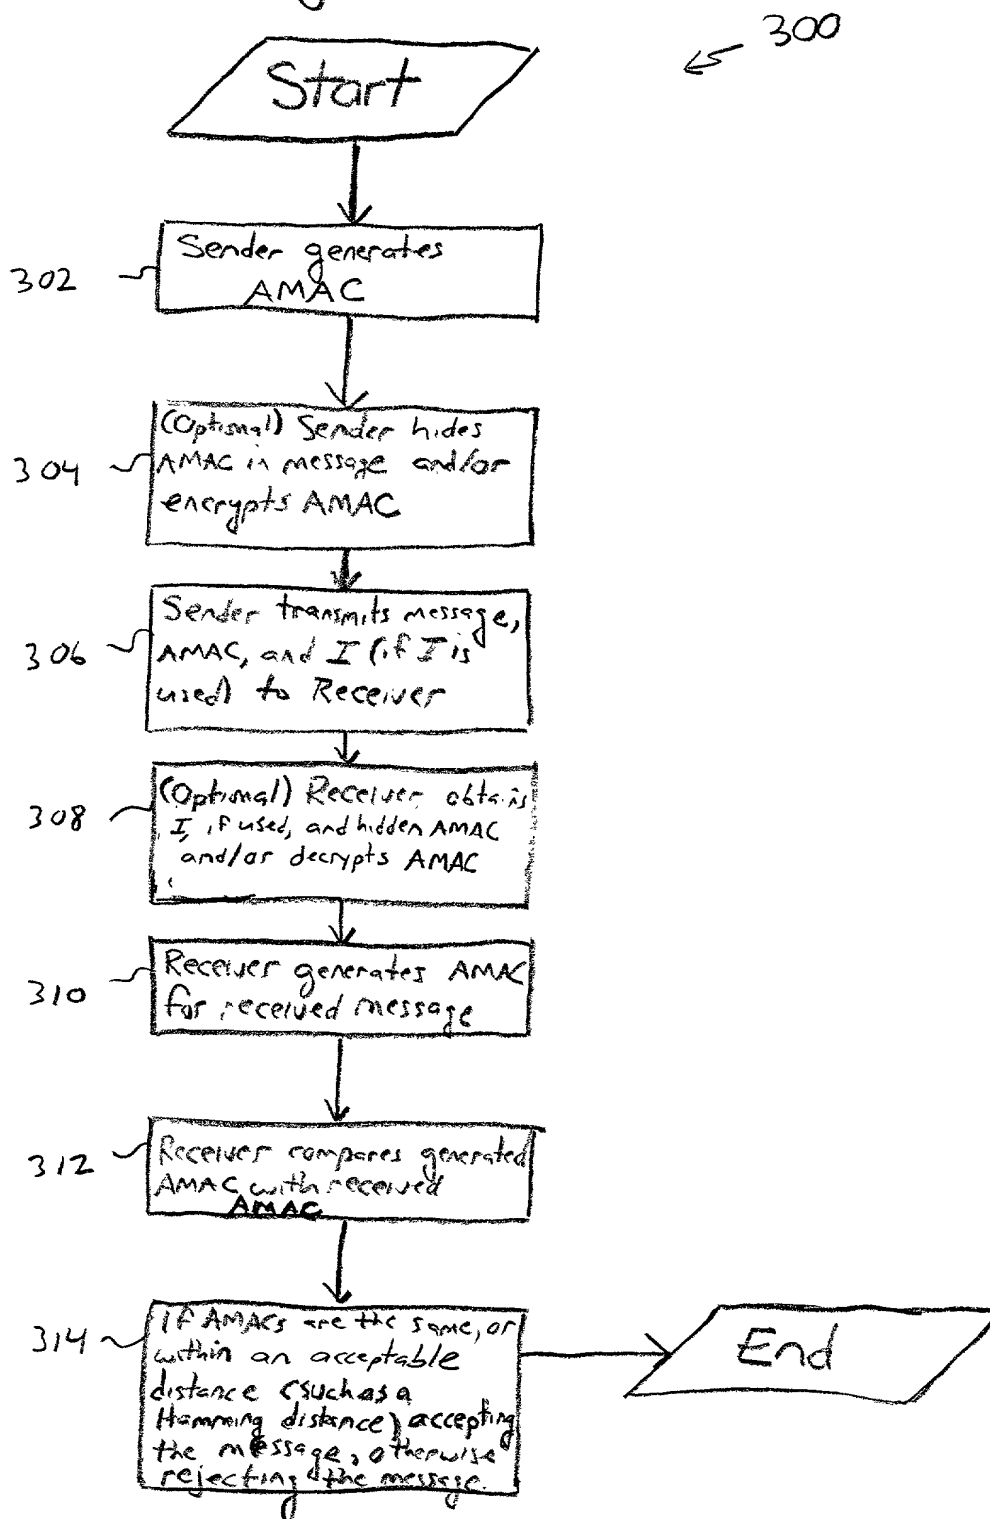 300
Start
302
Sender generates
AMAC
304
(Optional) Sender hides
AMAC in message and/or
encrypts AMAC
306
Sender transmits message,
AMAC, and I (if I is
used) to Receiver
308
(Optional) Receiver obtains
I, if used, and hidden AMAC
and/or decrypts AMAC
310
Receiver generates AMAC
for received message
312
Receiver compares generated
AMAC with received
AMAC
314
If AMACs are the same, or
within an acceptable
distance (such as a
Hamming distance) accepting
the message, otherwise
rejecting the message.
End